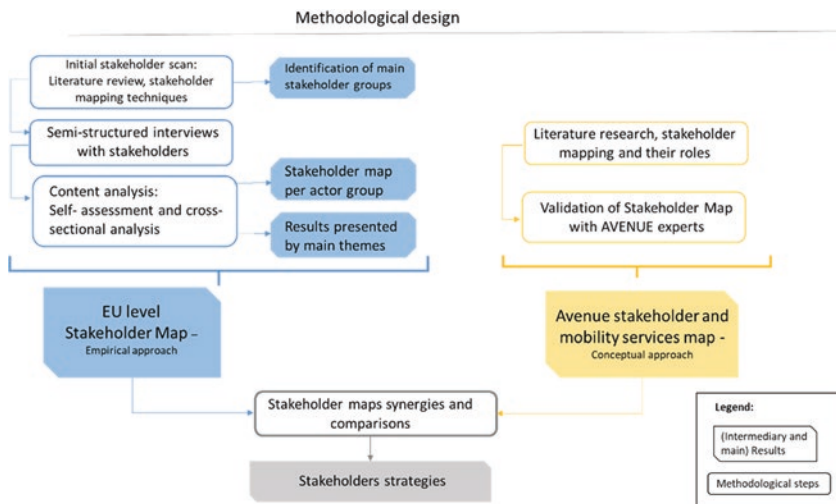 Methodological design
Initial stakeholder scan:
Literature review, stakeholder
mapping techniques
Identification of main
stakeholder groups
Semi-structured interviews
with stakeholders
Content analysis:
Self- assessment and cross-
sectional analysis
Stakeholder map
per actor group
Results presented
by main themes
Literature research, stakeholder
mapping and their roles
Validation of Stakeholder Map
with AVENUE experts
EU level
Stakeholder Map –
Empirical approach
Avenue stakeholder and
mobility services map -
Conceptual approach
Stakeholder maps synergies and
comparisons
Stakeholders strategies
Legend:
(Intermediary and
main) Results
Methodological steps